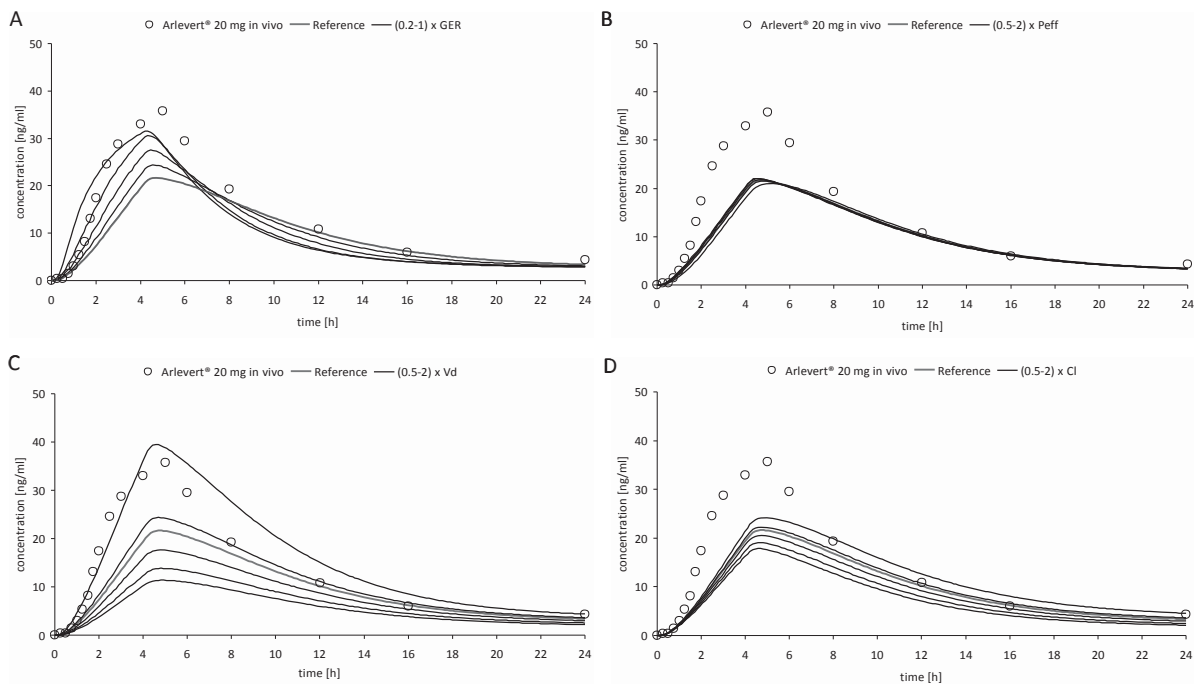 A
Arlevert® 20 mg in vivo Reference (0.2-1) x GER
50
40
30
20
10
0
concentration [ng/ml]
0 2 4 6 8 10 12 14 16 18 20 22 24
time [h]
B
Arlevert® 20 mg in vivo Reference (0.5-2) x Peff
50
40
30
20
10
0
concentration [ng/ml]
0 2 4 6 8 10 12 14 16 18 20 22 24
time [h]
C
Arlevert® 20 mg in vivo Reference (0.5-2) x Vd
50
40
30
20
10
0
concentration [ng/ml]
0 2 4 6 8 10 12 14 16 18 20 22 24
time [h]
D
Arlevert® 20 mg in vivo Reference (0.5-2) x Cl
50
40
30
20
10
0
concentration [ng/ml]
0 2 4 6 8 10 12 14 16 18 20 22 24
time [h]